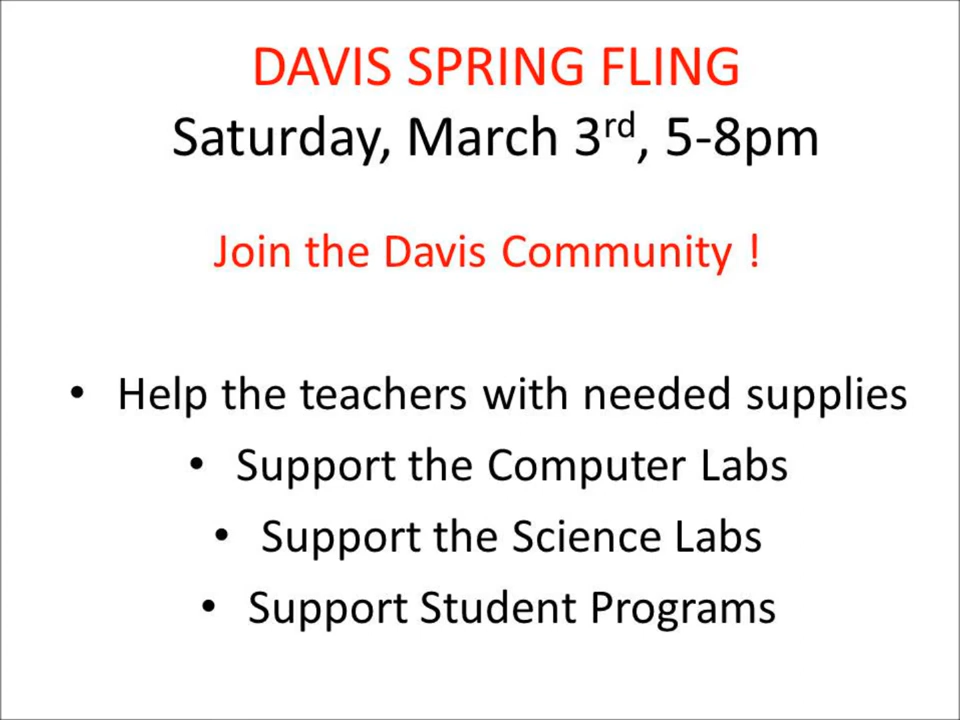 DAVIS SPRING FLING
Saturday, March 3rd, 5-8pm
Join the Davis Community !
• Help the teachers with needed supplies
• Support the Computer Labs
• Support the Science Labs
• Support Student Programs